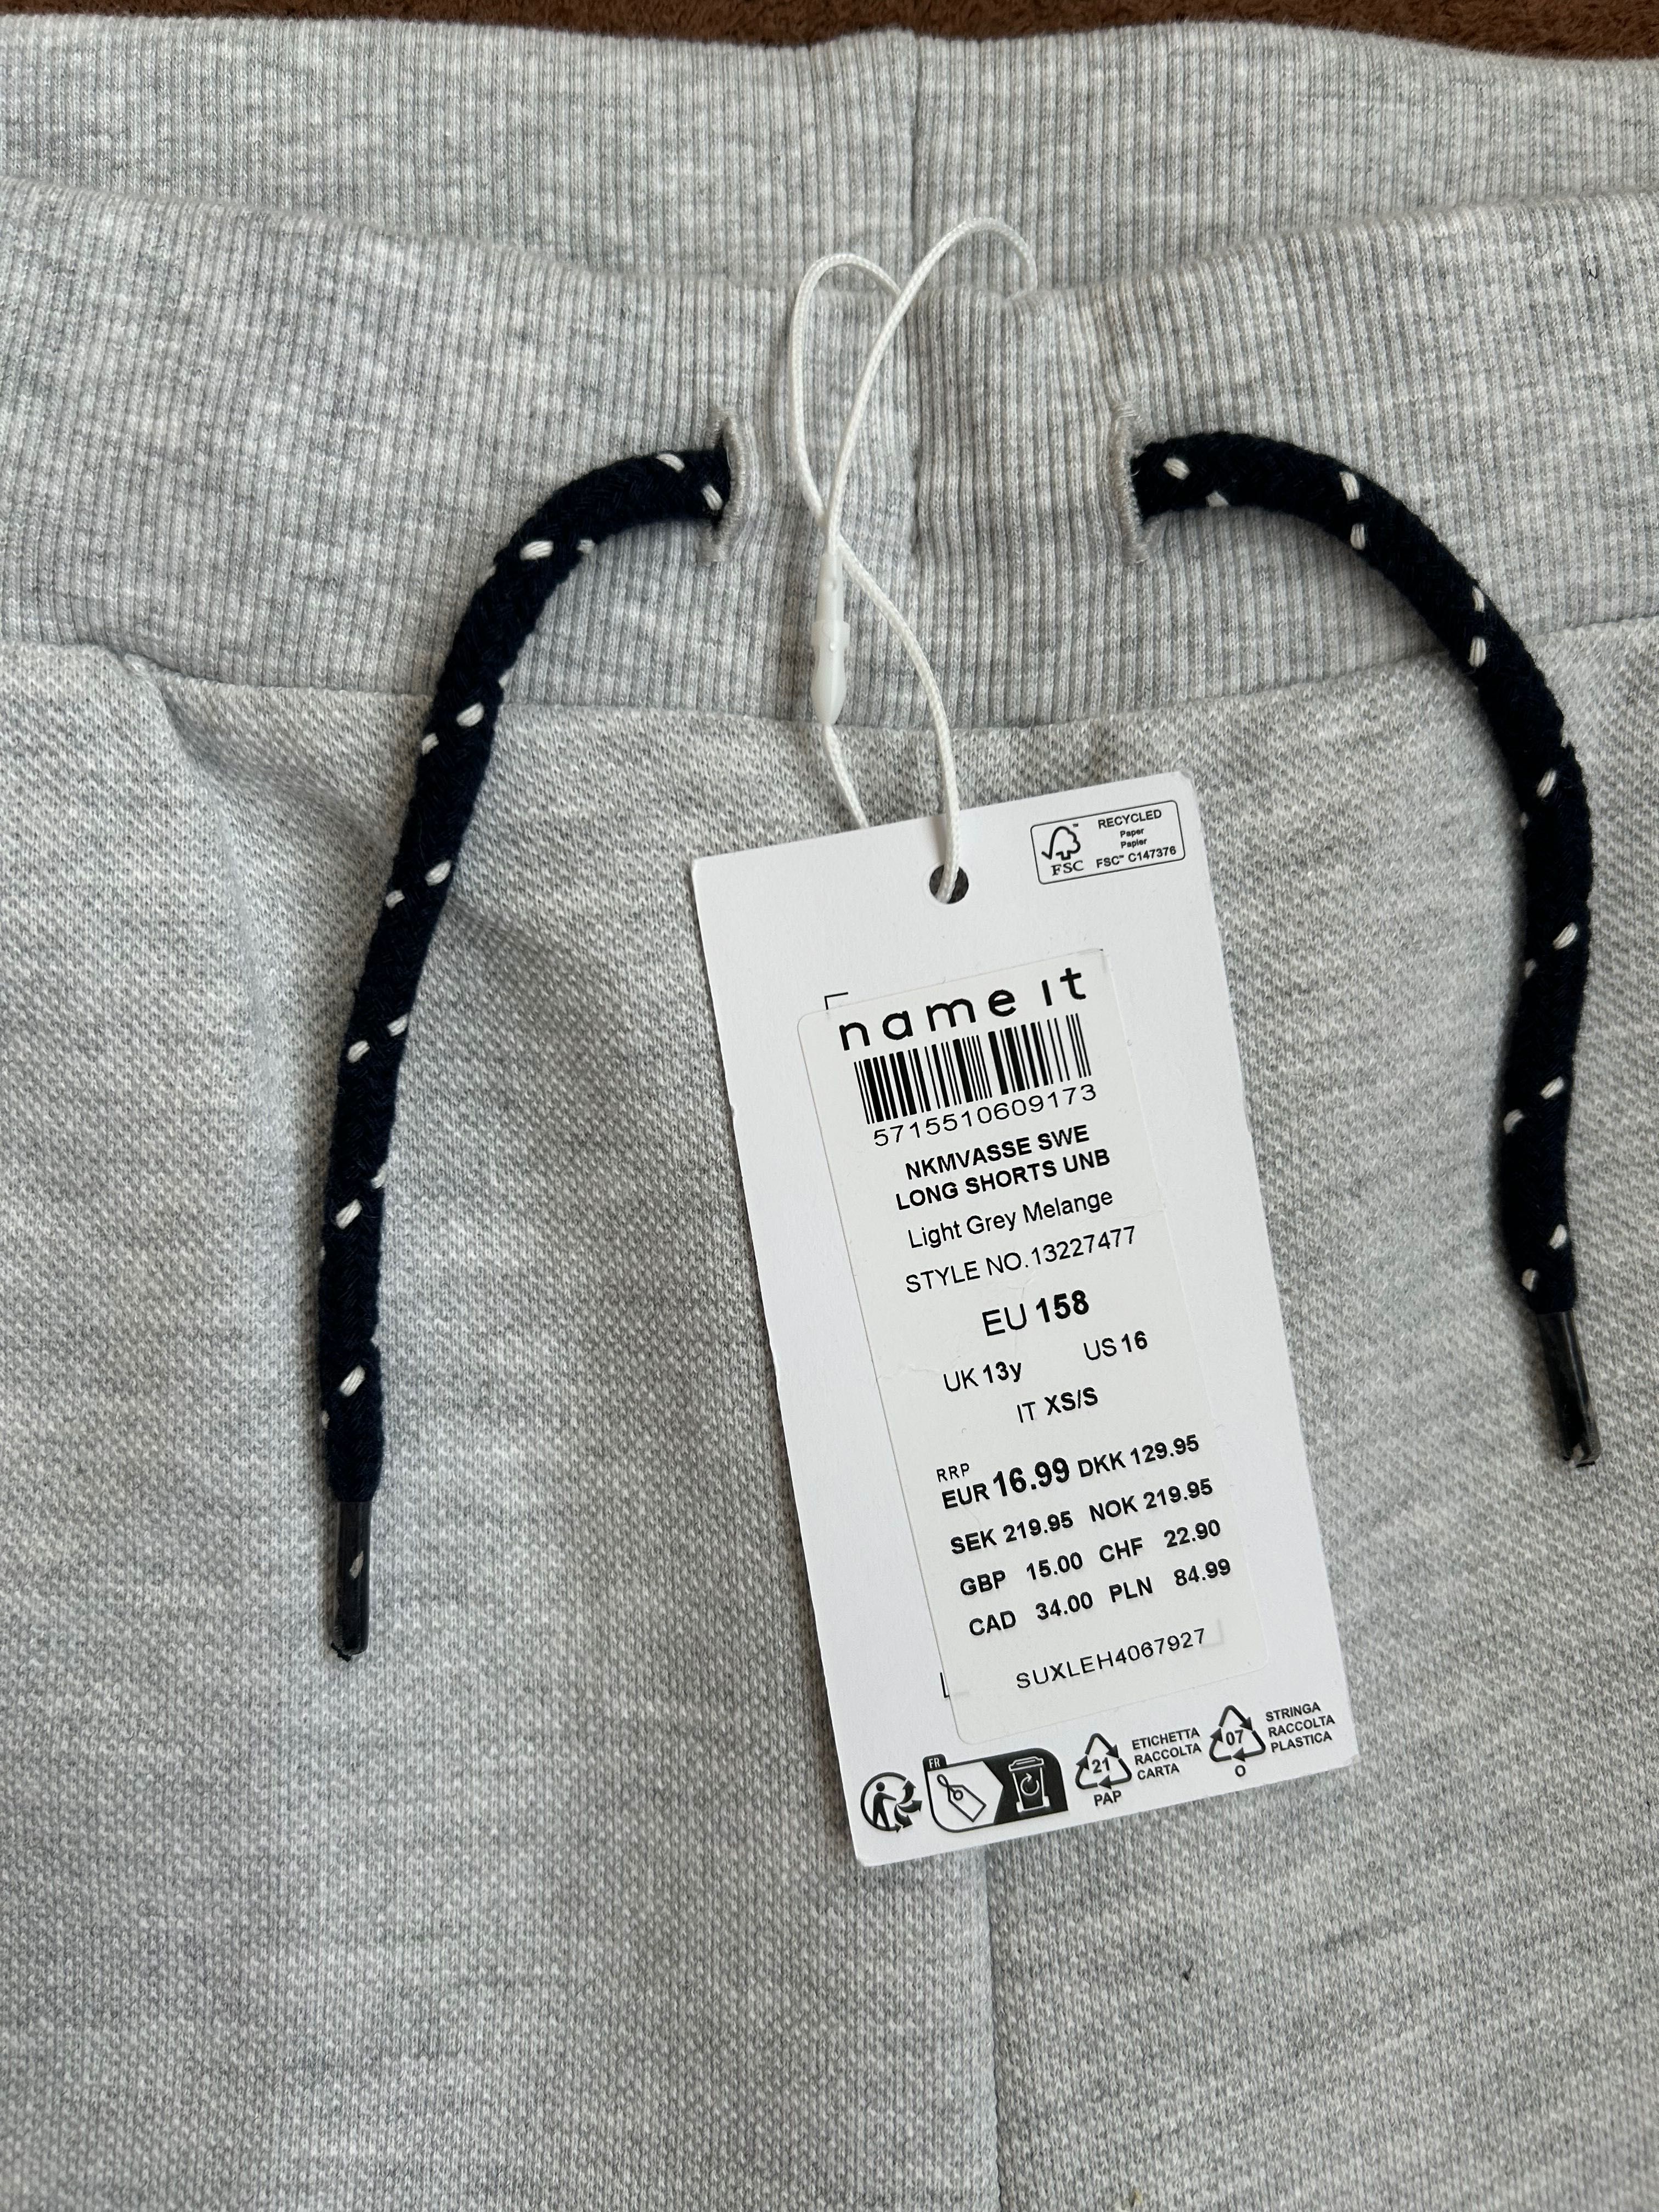 RECYCLED
Paper
Papier
FSC™ C147376
FSC™
name it
5715510609173
NKMVASSE SWE
LONG SHORTS UNB
Light Grey Melange
STYLE NO.13227477
EU 158
UK 13y US 16
IT XS/S
RRP
EUR 16.99 DKK 129.95
SEK 219.95 NOK 219.95
GBP 15.00 CHF 22.90
CAD 34.00 PLN 84.99
SUXLEH4067927
FR
21
PAP
ETICHETTA
RACCOLTA
CARTA
07
O
STRINGA
RACCOLTA
PLASTICA